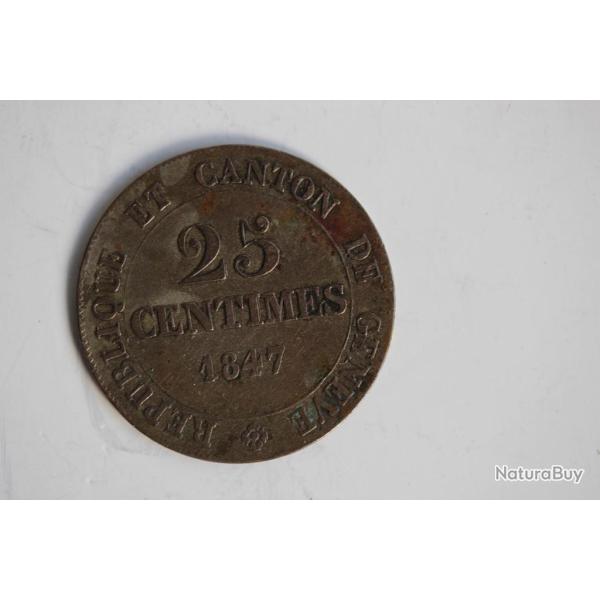 REPUBLIQUE ET CANTON DE GENEVE
25
CENTIMES
1847
NaturaBuy